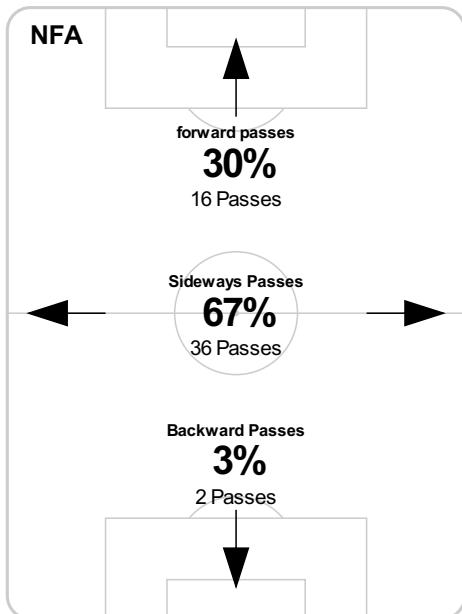 NFA
forward passes
30%
16 Passes
Sideways Passes
67%
36 Passes
Backward Passes
3%
2 Passes